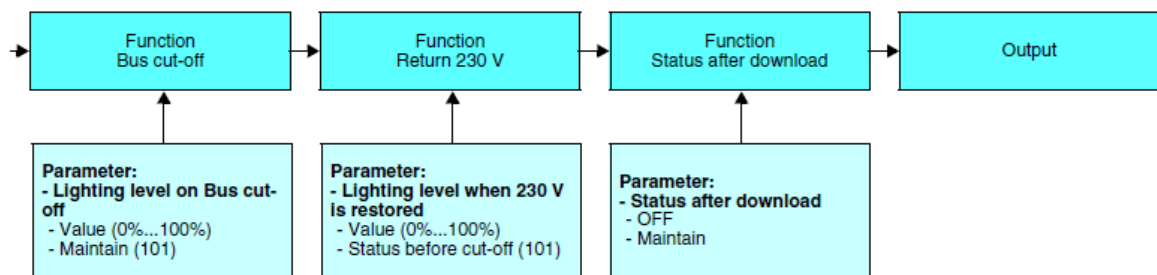 Function
Bus cut-off
Function
Return 230 V
Function
Status after download
Output
Parameter:
- Lighting level on Bus cut-
off
- Value (0%...100%)
- Maintain (101)
Parameter:
- Lighting level when 230 V
is restored
- Value (0%...100%)
- Status before cut-off (101)
Parameter:
- Status after download
- OFF
- Maintain